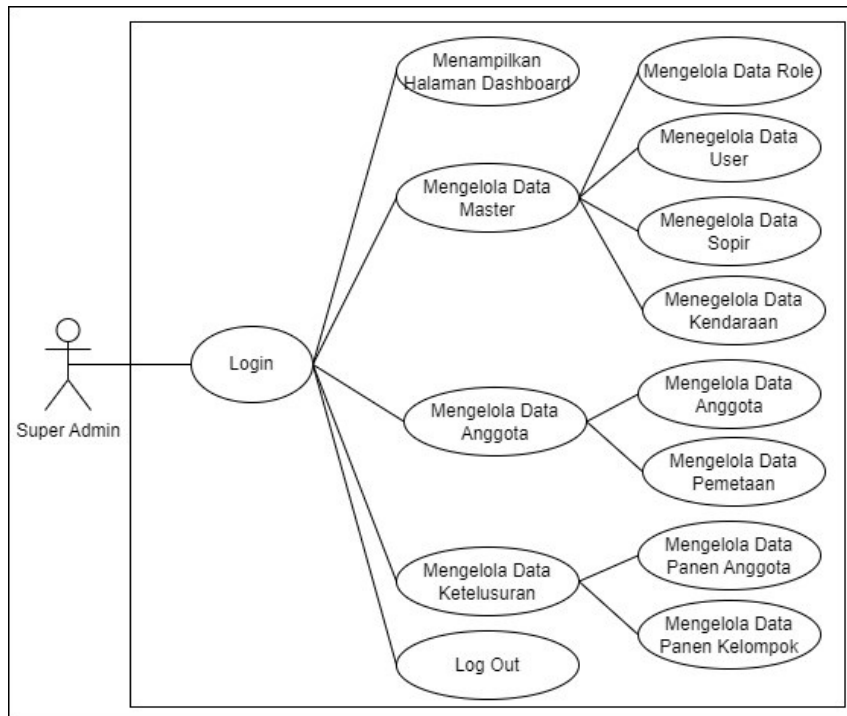 Menampilkan
Halaman Dashboard
Mengelola Data Role
Menegelola Data
User
Mengelola Data
Master
Menegelola Data
Sopir
Menegelola Data
Kendaraan
Login
Super Admin
Mengelola Data
Anggota
Mengelola Data
Anggota
Mengelola Data
Pemetaan
Mengelola Data
Ketelusuran
Mengelola Data
Panen Anggota
Mengelola Data
Panen Kelompok
Log Out